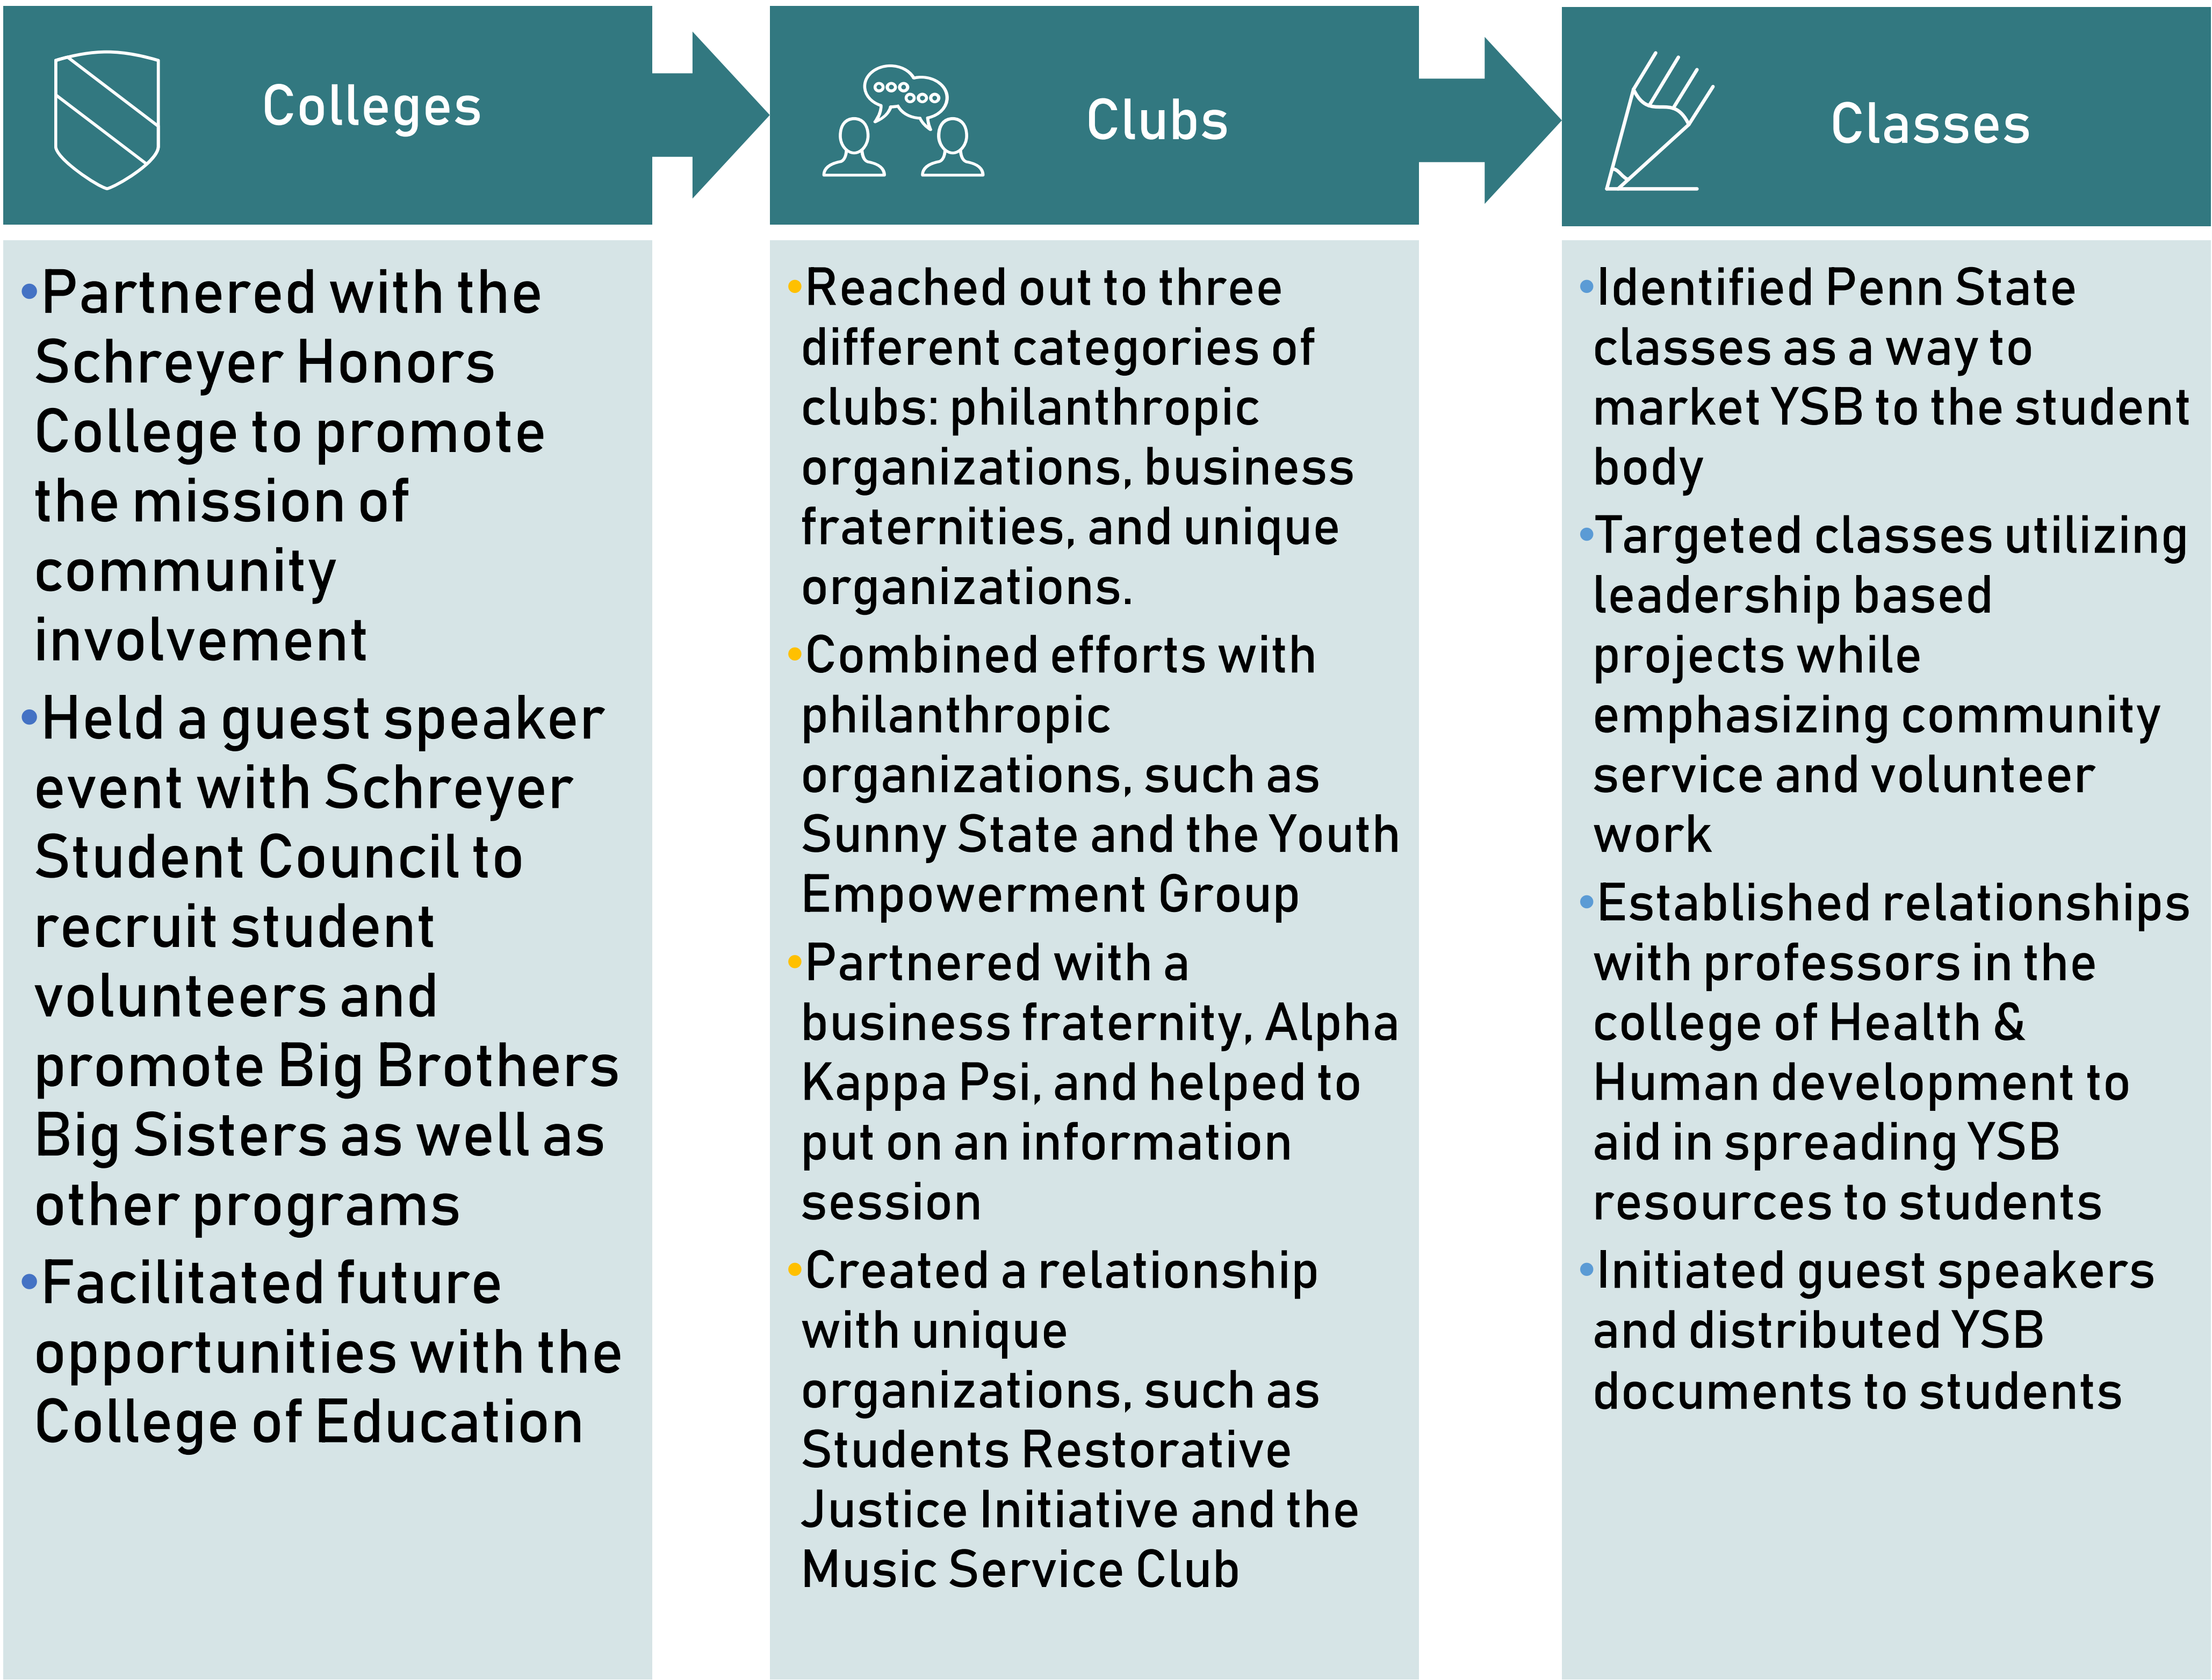 Colleges
•Partnered with the
Schreyer Honors
College to promote
the mission of
community
involvement
•Held a guest speaker
event with Schreyer
Student Council to
recruit student
volunteers and
promote Big Brothers
Big Sisters as well as
other programs
•Facilitated future
opportunities with the
College of Education
Clubs
•Reached out to three
different categories of
clubs: philanthropic
organizations, business
fraternities, and unique
organizations.
•Combined efforts with
philanthropic
organizations, such as
Sunny State and the Youth
Empowerment Group
•Partnered with a
business fraternity, Alpha
Kappa Psi, and helped to
put on an information
session
•Created a relationship
with unique
organizations, such as
Students Restorative
Justice Initiative and the
Music Service Club
Classes
•Identified Penn State
classes as a way to
market YSB to the student
body
•Targeted classes utilizing
leadership based
projects while
emphasizing community
service and volunteer
work
•Established relationships
with professors in the
college of Health &
Human development to
aid in spreading YSB
resources to students
•Initiated guest speakers
and distributed YSB
documents to students